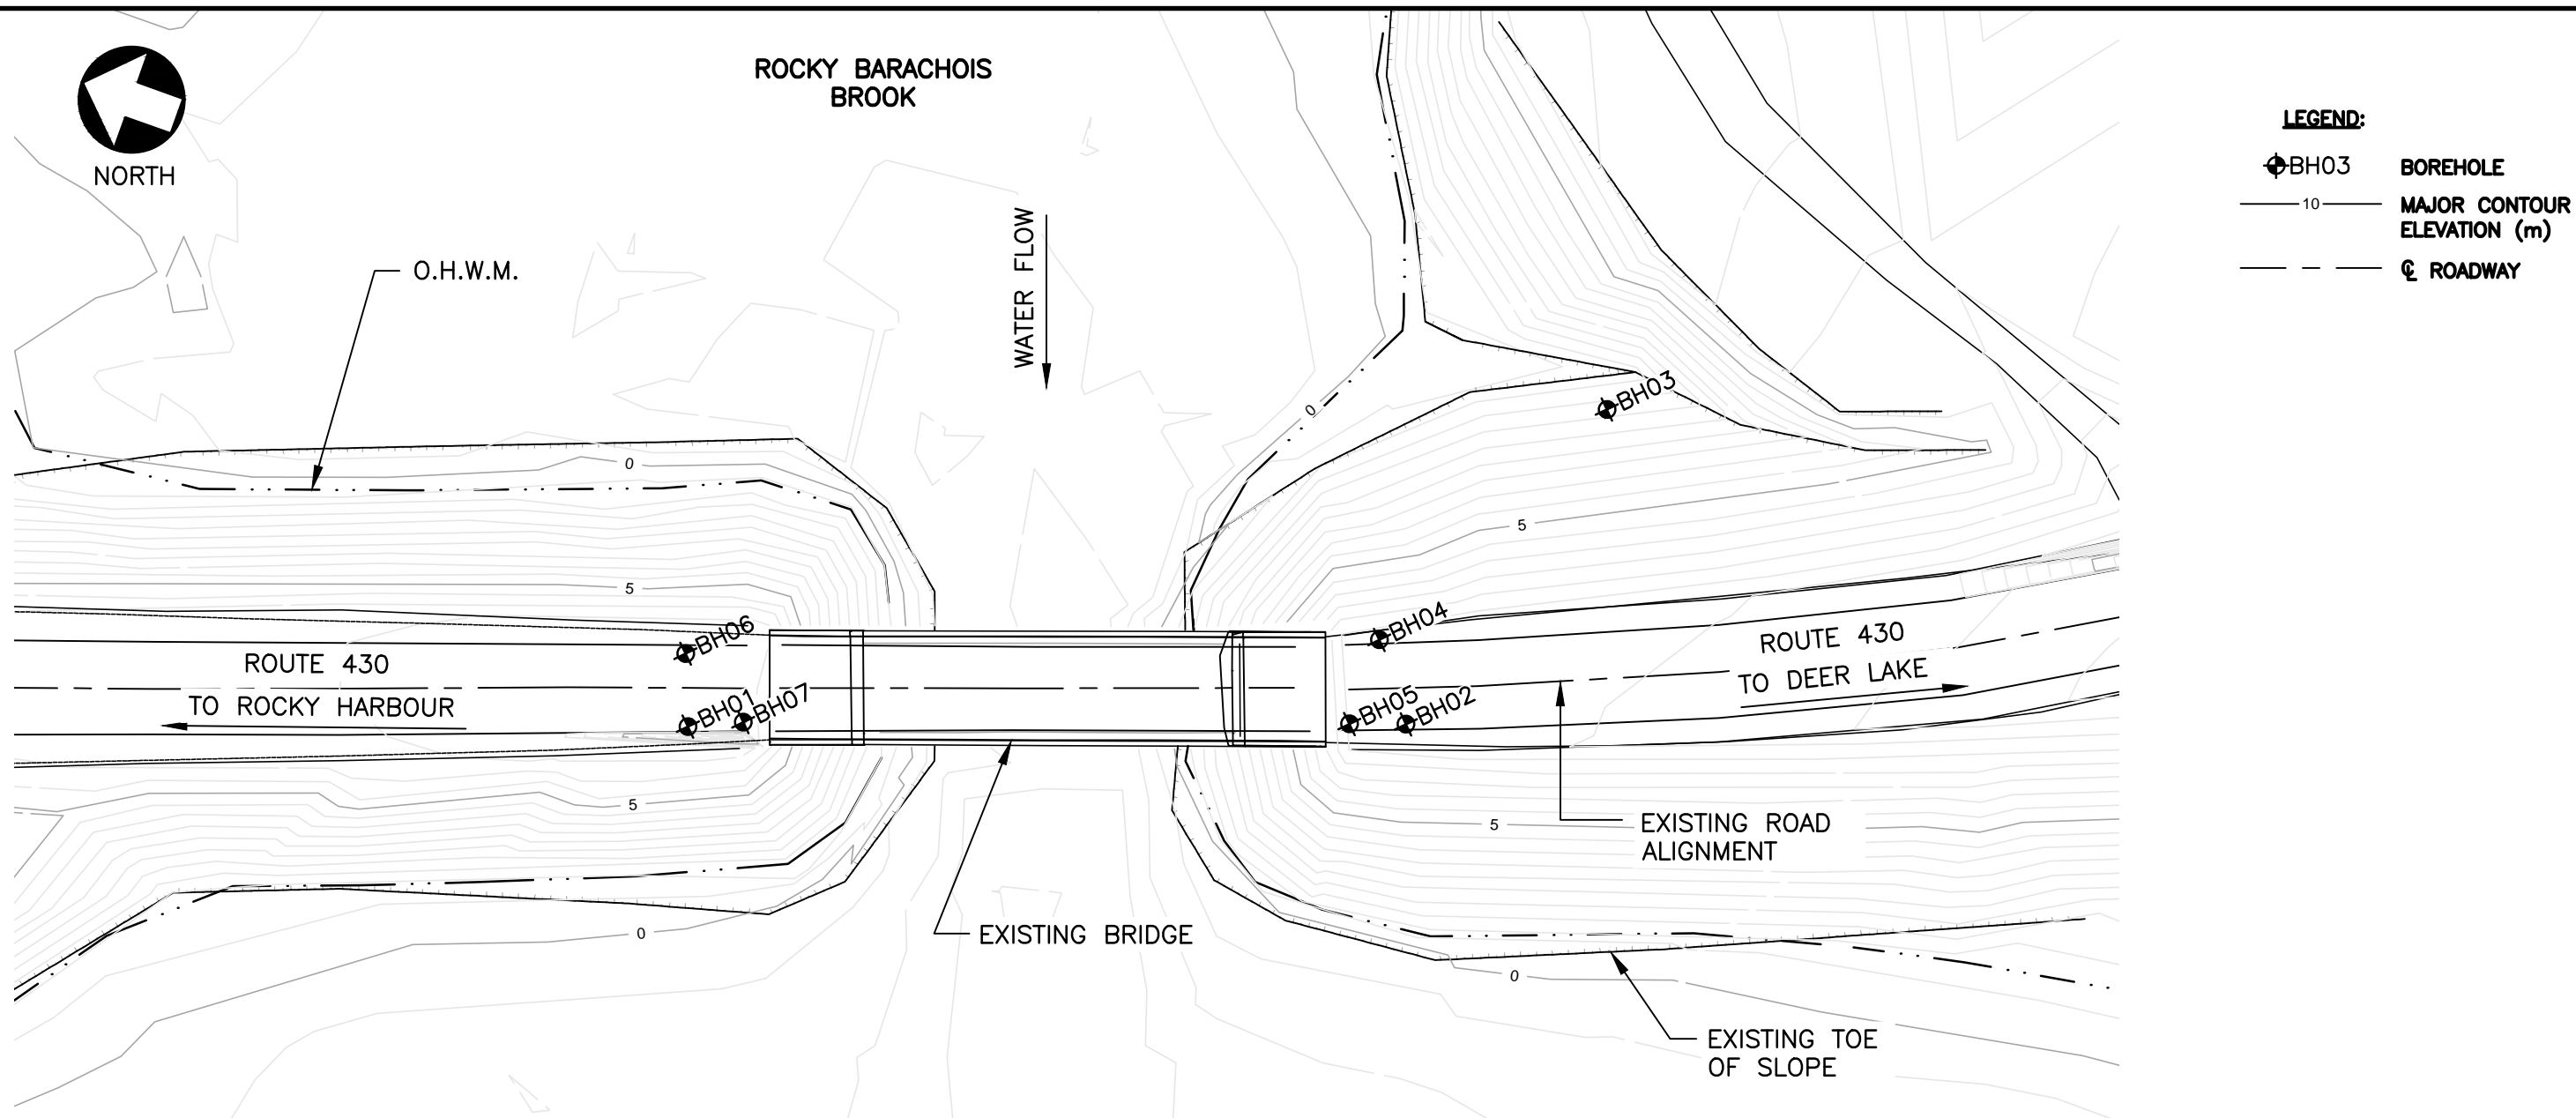 ROCKY BARACHOIS
BROOK
NORTH
LEGEND:
BH03 BOREHOLE
10 MAJOR CONTOUR
ELEVATION (m)
℄ ROADWAY
O.H.W.M.
WATER FLOW
0
BH03
0
5
5
BH06
BH04
ROUTE 430
TO ROCKY HARBOUR
BH01
BH07
BH05
BH02
ROUTE 430
TO DEER LAKE
5
5
EXISTING ROAD
ALIGNMENT
0
EXISTING BRIDGE
0
EXISTING TOE
OF SLOPE